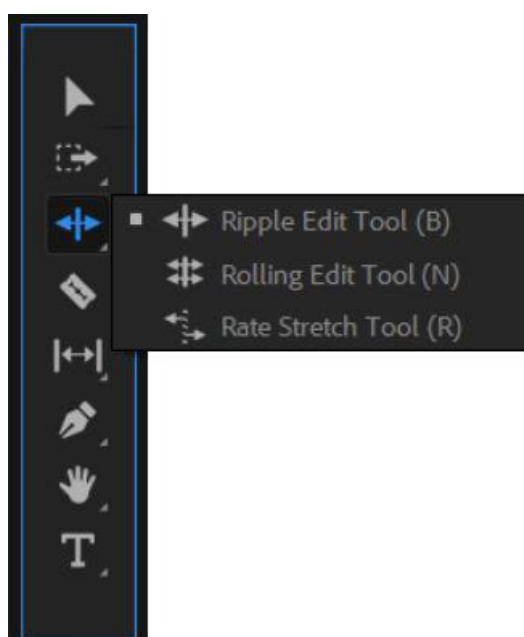 Ripple Edit Tool (B)
Rolling Edit Tool (N)
Rate Stretch Tool (R)
T